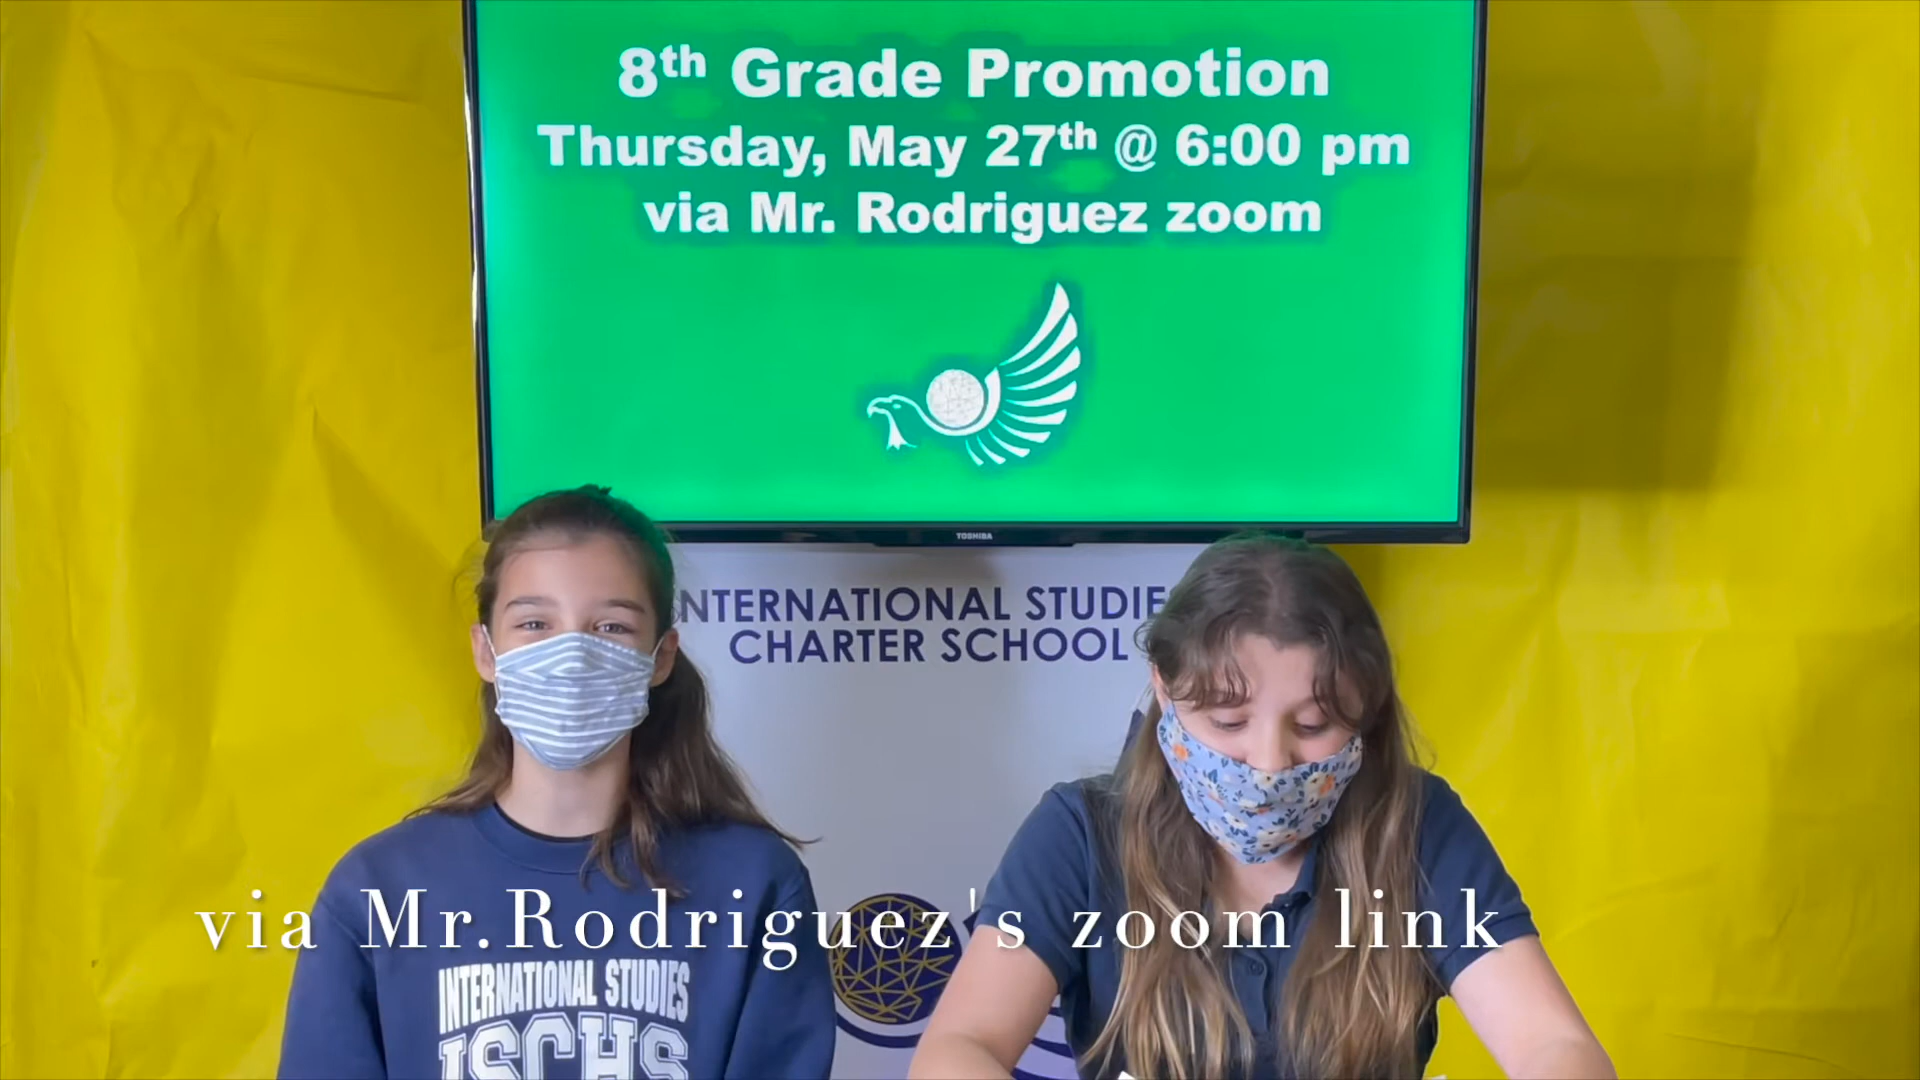 8th Grade Promotion
Thursday, May 27th @ 6:00 pm
via Mr. Rodriguez zoom
TOSHIBA
NTERNATIONAL STUDIE
CHARTER SCHOOL
via Mr.Rodriguez's zoom link
INTERNATIONAL STUDIES
ISCHS